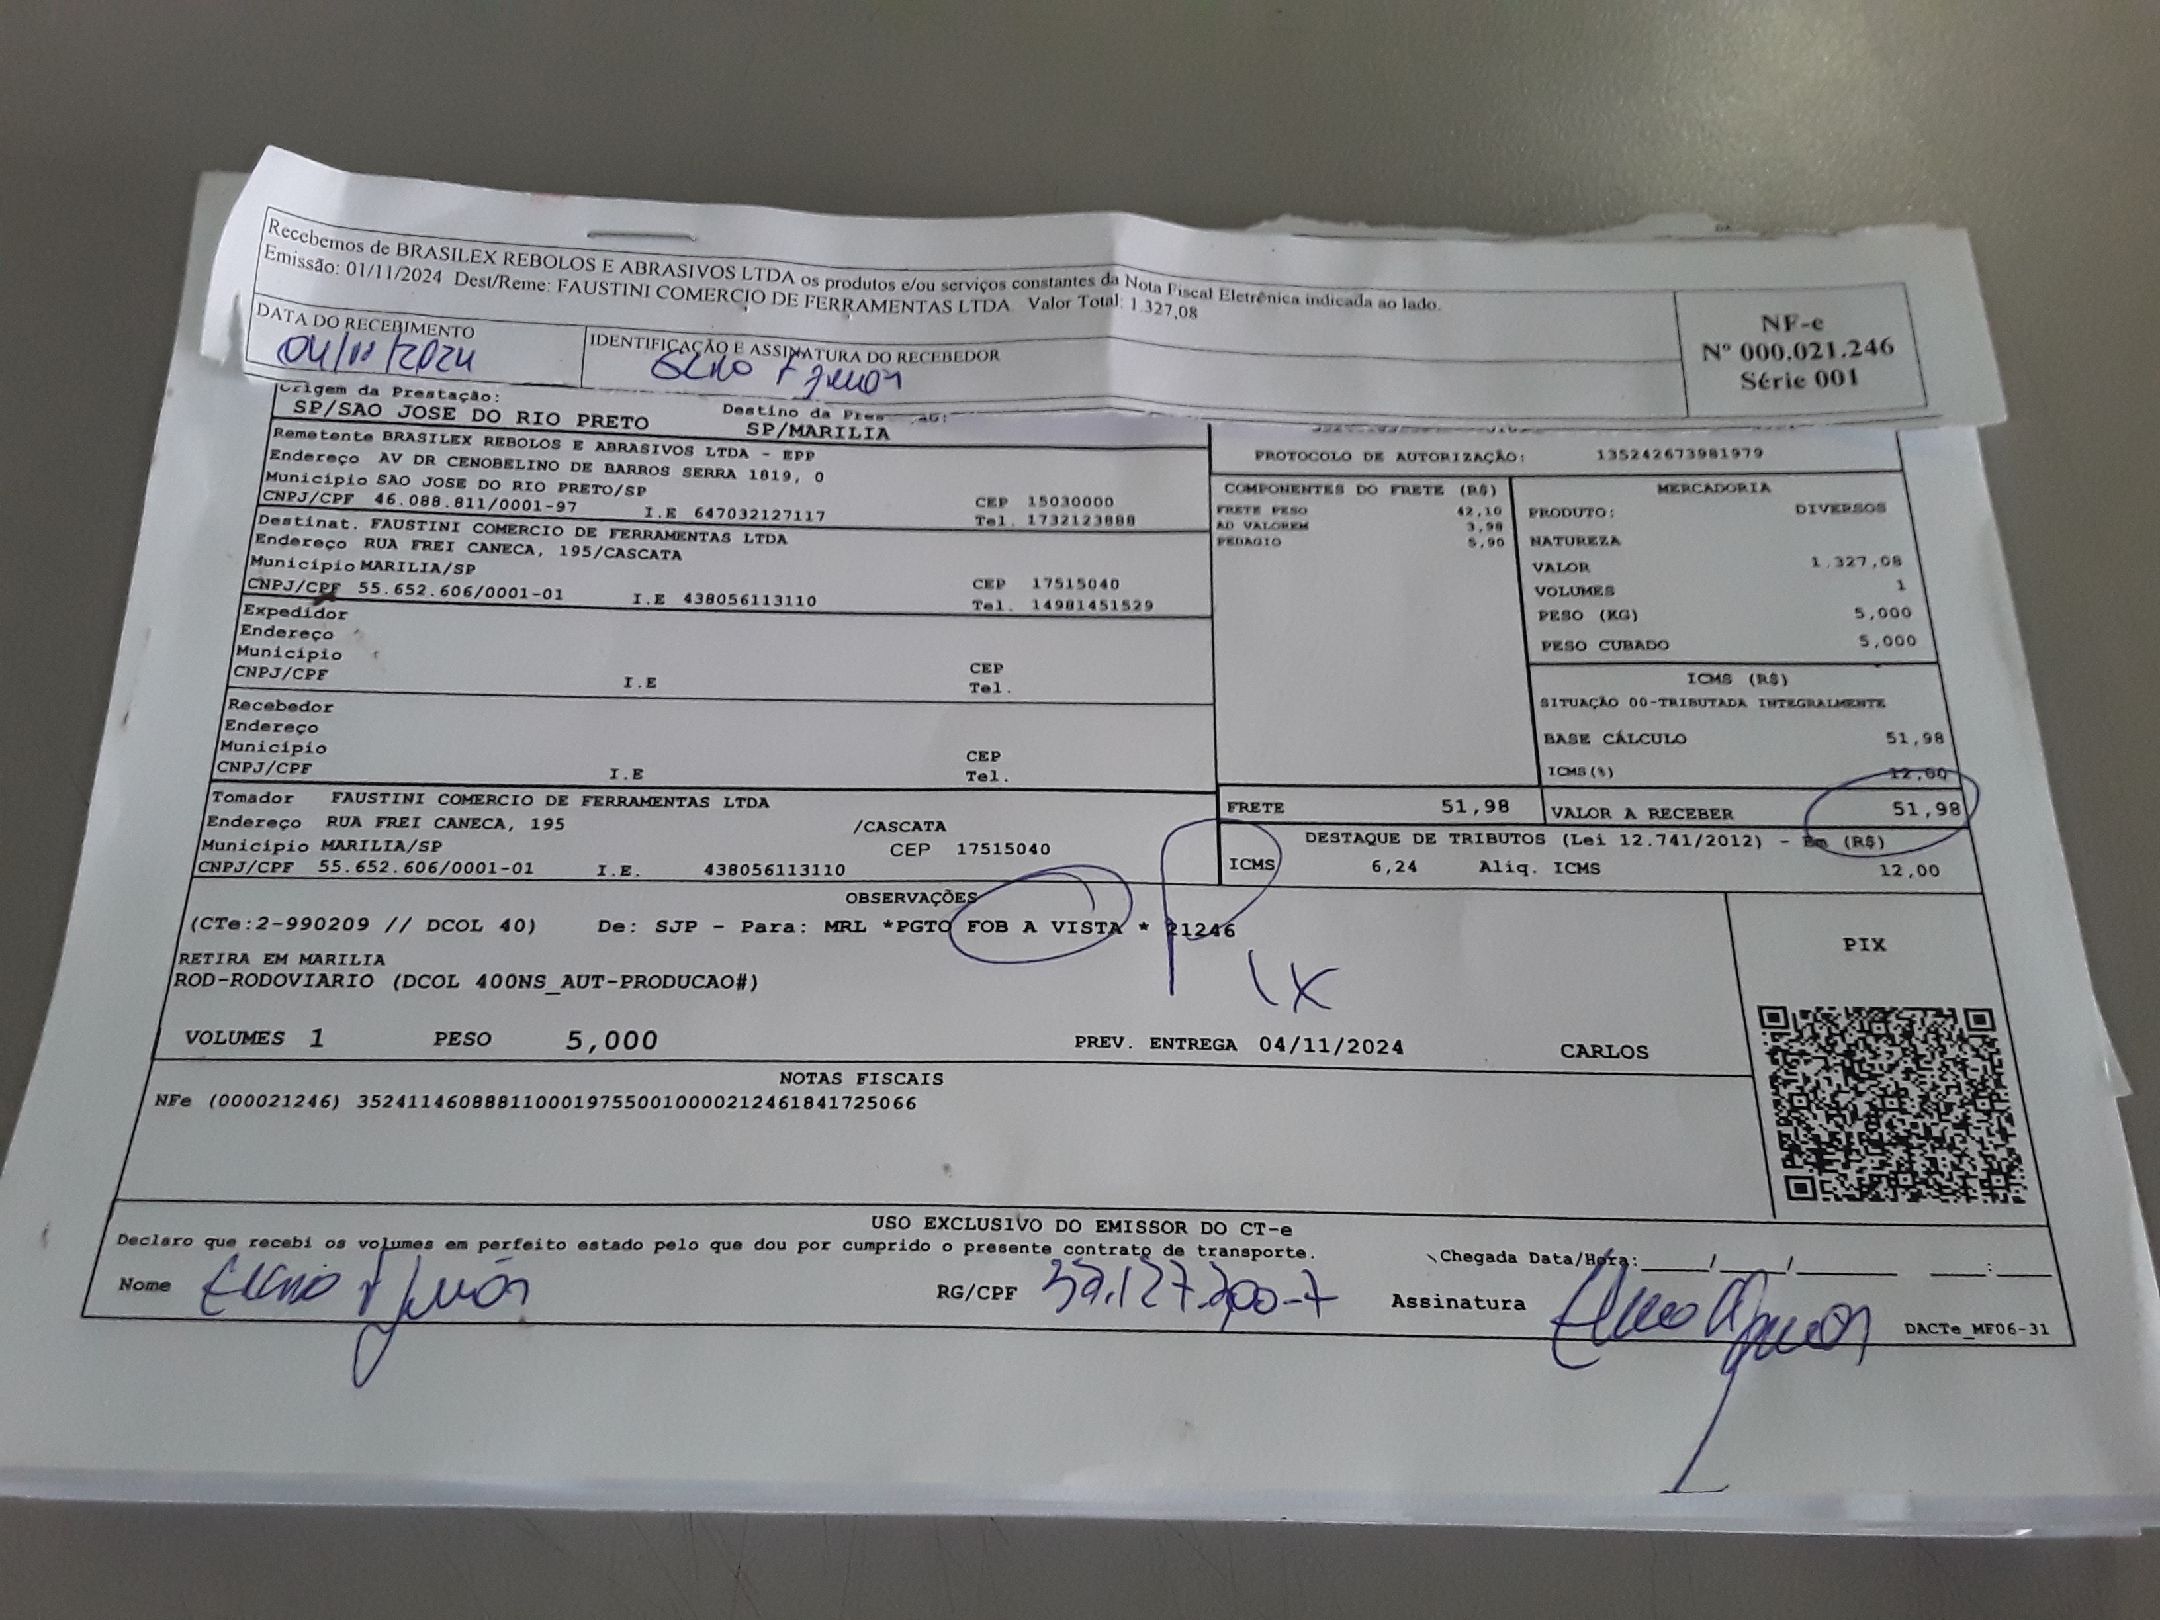 Recebemos de BRASILEX REBOLOS E ABRASIVOS LTDA os produtos e/ou serviços constantes da Nota Fiscal Eletrônica indicada ao lado.
Emissão: 01/11/2024 Dest/Reme: FAUSTINI COMERCIO DE FERRAMENTAS LTDA Valor Total: 1.327,08
NF-e
Nº 000.021.246
Série 001
DATA DO RECEBIMENTO
04/11/2024
IDENTIFICAÇÃO E ASSINATURA DO RECEBEDOR
Origem da Prestação:
SP/SAO JOSE DO RIO PRETO
Destino da
SP/MARILIA
Remetente BRASILEX REBOLOS E ABRASIVOS LTDA - EPP
Endereço AV DR CENOBELINO DE BARROS SERRA 1819, 0
Municipio SAO JOSE DO RIO PRETO/SP
CEP 15030000
CNPJ/CPF 46.088.811/0001-97 I.E 647032127117 Tel. 1732123888
Destinat. FAUSTINI COMERCIO DE FERRAMENTAS LTDA
Endereço RUA FREI CANECA, 195/CASCATA
Municipio MARILIA/SP
CEP 17515040
CNPJ/CPF 55.652.606/0001-01 I.E 438056113110 Tel. 14981451529
Expedidor
Endereço
Municipio
CEP
CNPJ/CPF I.E Tel.
Recebedor
Endereço
Municipio
CEP
CNPJ/CPF I.E Tel.
Tomador FAUSTINI COMERCIO DE FERRAMENTAS LTDA
Endereço RUA FREI CANECA, 195 /CASCATA
Municipio MARILIA/SP CEP 17515040
CNPJ/CPF 55.652.606/0001-01 I.E. 438056113110
PROTOCOLO DE AUTORIZAÇÃO: 135242673981979
COMPONENTES DO FRETE (R$)
FRETE PESO 42,10
AD VALOREM 3,98
PEDAGIO 5,90
MERCADORIA
PRODUTO: DIVERSOS
NATUREZA
VALOR 1.327,08
VOLUMES 1
PESO (KG) 5,000
PESO CUBADO 5,000
ICMS (R$)
SITUAÇÃO 00-TRIBUTADA INTEGRALMENTE
BASE CÁLCULO 51,98
ICMS(%) 12,00
FRETE 51,98
VALOR A RECEBER 51,98
DESTAQUE DE TRIBUTOS (Lei 12.741/2012) - Em (R$)
ICMS 6,24 Aliq. ICMS 12,00
OBSERVAÇÕES
(CTe:2-990209 // DCOL 40) De: SJP - Para: MRL *PGTO FOB A VISTA * 21246
PIX
RETIRA EM MARILIA
ROD-RODOVIARIO (DCOL 400NS_AUT-PRODUCAO#)
VOLUMES 1 PESO 5,000 PREV. ENTREGA 04/11/2024 CARLOS
PIX
NOTAS FISCAIS
NFe (000021246) 35241146088811000197550010000212461841725066
USO EXCLUSIVO DO EMISSOR DO CT-e
Declaro que recebi os volumes em perfeito estado pelo que dou por cumprido o presente contrato de transporte.
Chegada Data/Hora:_____/_____/_______ ____:____
Nome
RG/CPF
Assinatura
DACTe_MF06-31